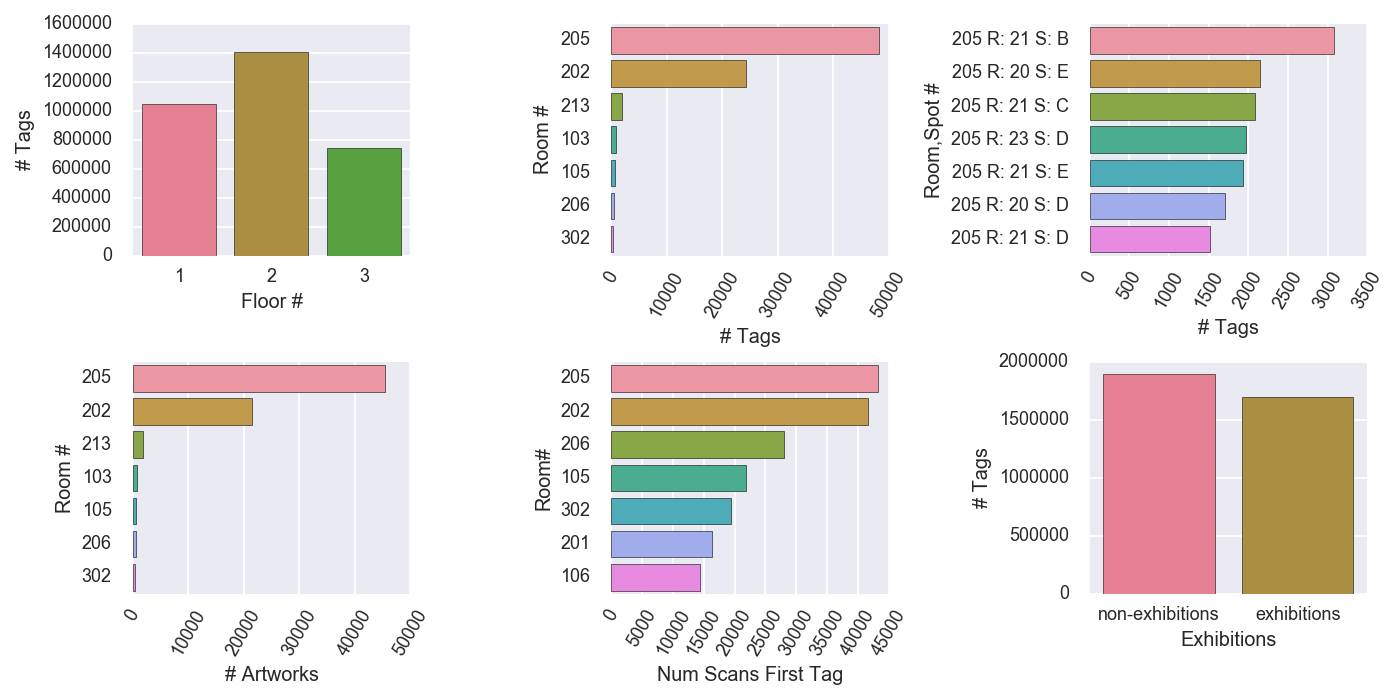 1600000
1400000
1200000
1000000
800000
600000
400000
200000
0
# Tags
1 2 3
Floor #
205
202
213
103
105
206
302
Room #
0 10000 20000 30000 40000 50000
# Tags
205 R: 21 S: B
205 R: 20 S: E
205 R: 21 S: C
205 R: 23 S: D
205 R: 21 S: E
205 R: 20 S: D
205 R: 21 S: D
Room,Spot #
0 500 1000 1500 2000 2500 3000 3500
# Tags
205
202
213
103
105
206
302
Room #
0 10000 20000 30000 40000 50000
# Artworks
205
202
206
105
302
201
106
Room#
0 5000 10000 15000 20000 25000 30000 35000 40000 45000
Num Scans First Tag
2000000
1500000
1000000
500000
0
# Tags
non-exhibitions exhibitions
Exhibitions